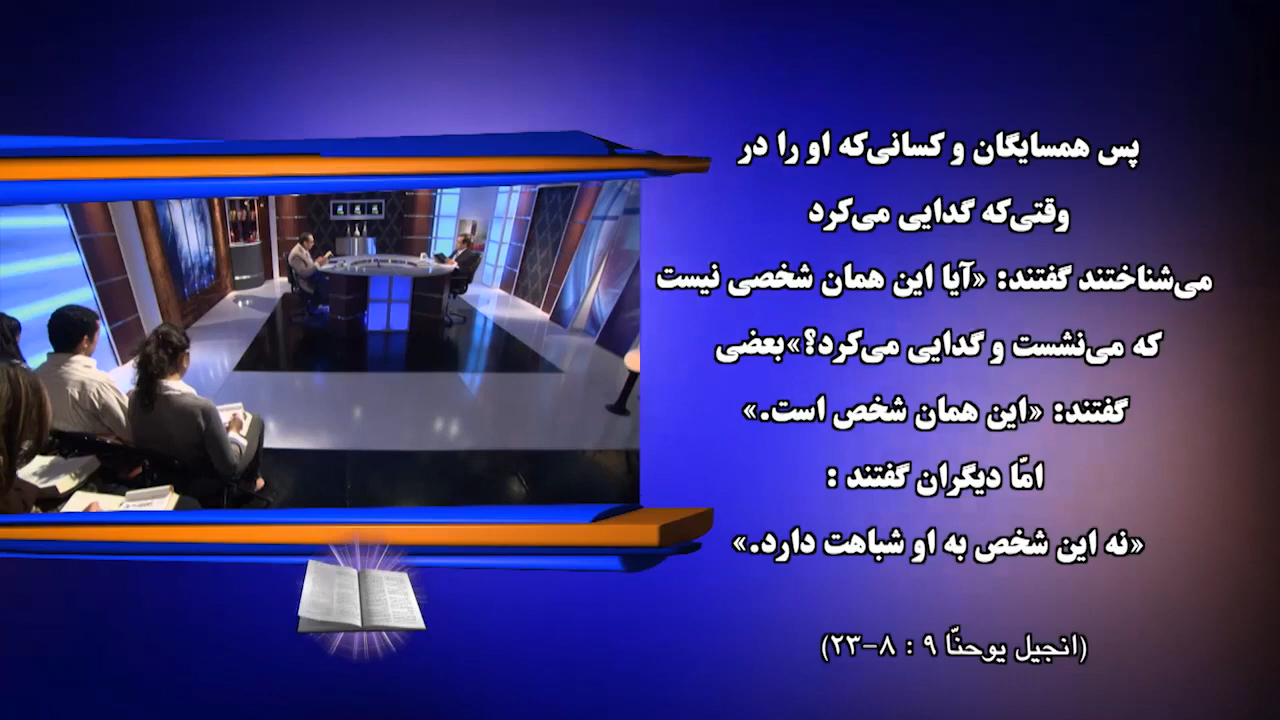 پس همسایگان و کسانی‌که او را در
وقتی‌که گدایی می‌کرد
می‌شناختند گفتند: «آیا این همان شخصی نیست
که می‌نشست و گدایی می‌کرد؟»بعضی
گفتند: «این همان شخص است.»
امّا دیگران گفتند :
«نه این شخص به او شباهت دارد.»
(انجیل یوحنّا ۹ : ۸-۲۳)